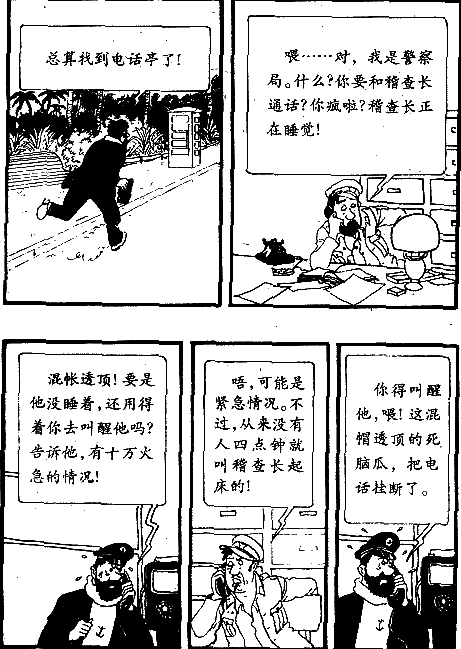 总算找到电话亭了！
喂……对，我是警察
局。什么？你要和稽查长
通话？你疯啦？稽查长正
在睡觉！
混帐透顶！要是
他没睡着，还用得
着你去叫醒他吗？
告诉他，有十万火
急的情况！
唔，可能是
紧急情况。不
过，从来没有
人四点钟就
叫稽查长起
床的！
你得叫醒
他，喂！这混
帽透顶的死
脑瓜，把电
话挂断了。